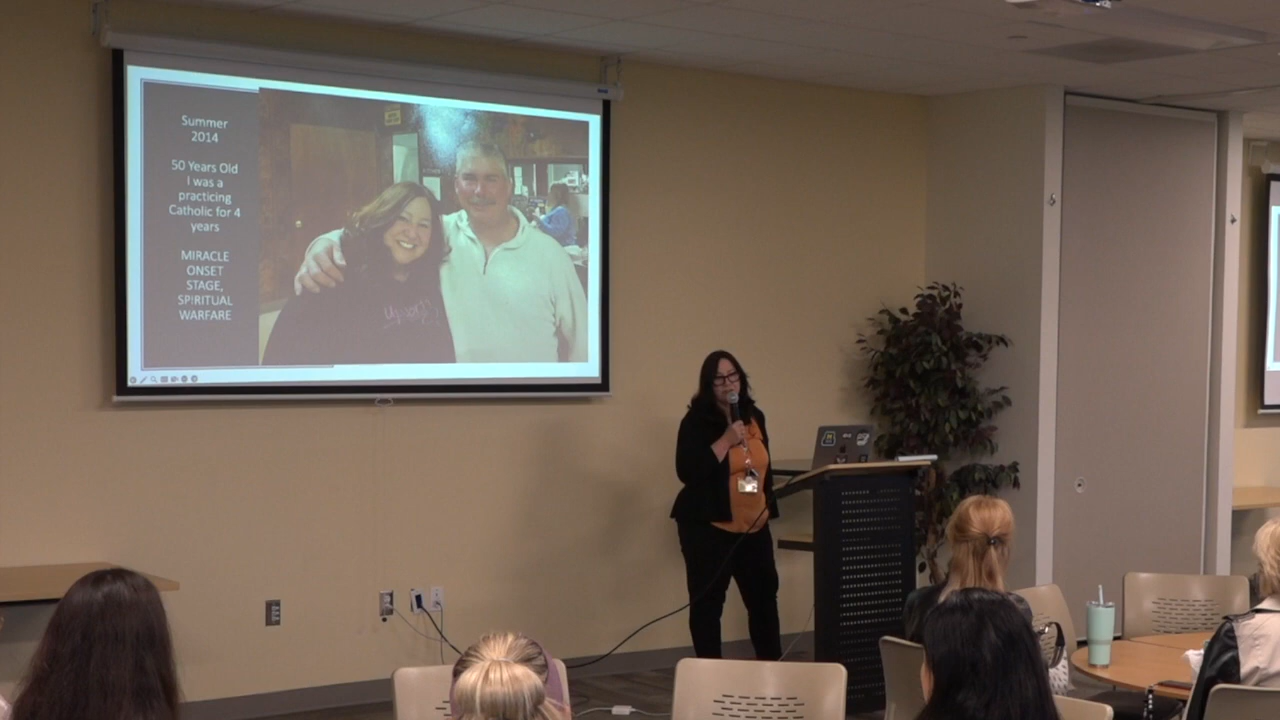 Summer
2014
50 Years Old
I was a
practicing
Catholic for 4
years
MIRACLE
ONSET
STAGE,
SPIRITUAL
WARFARE